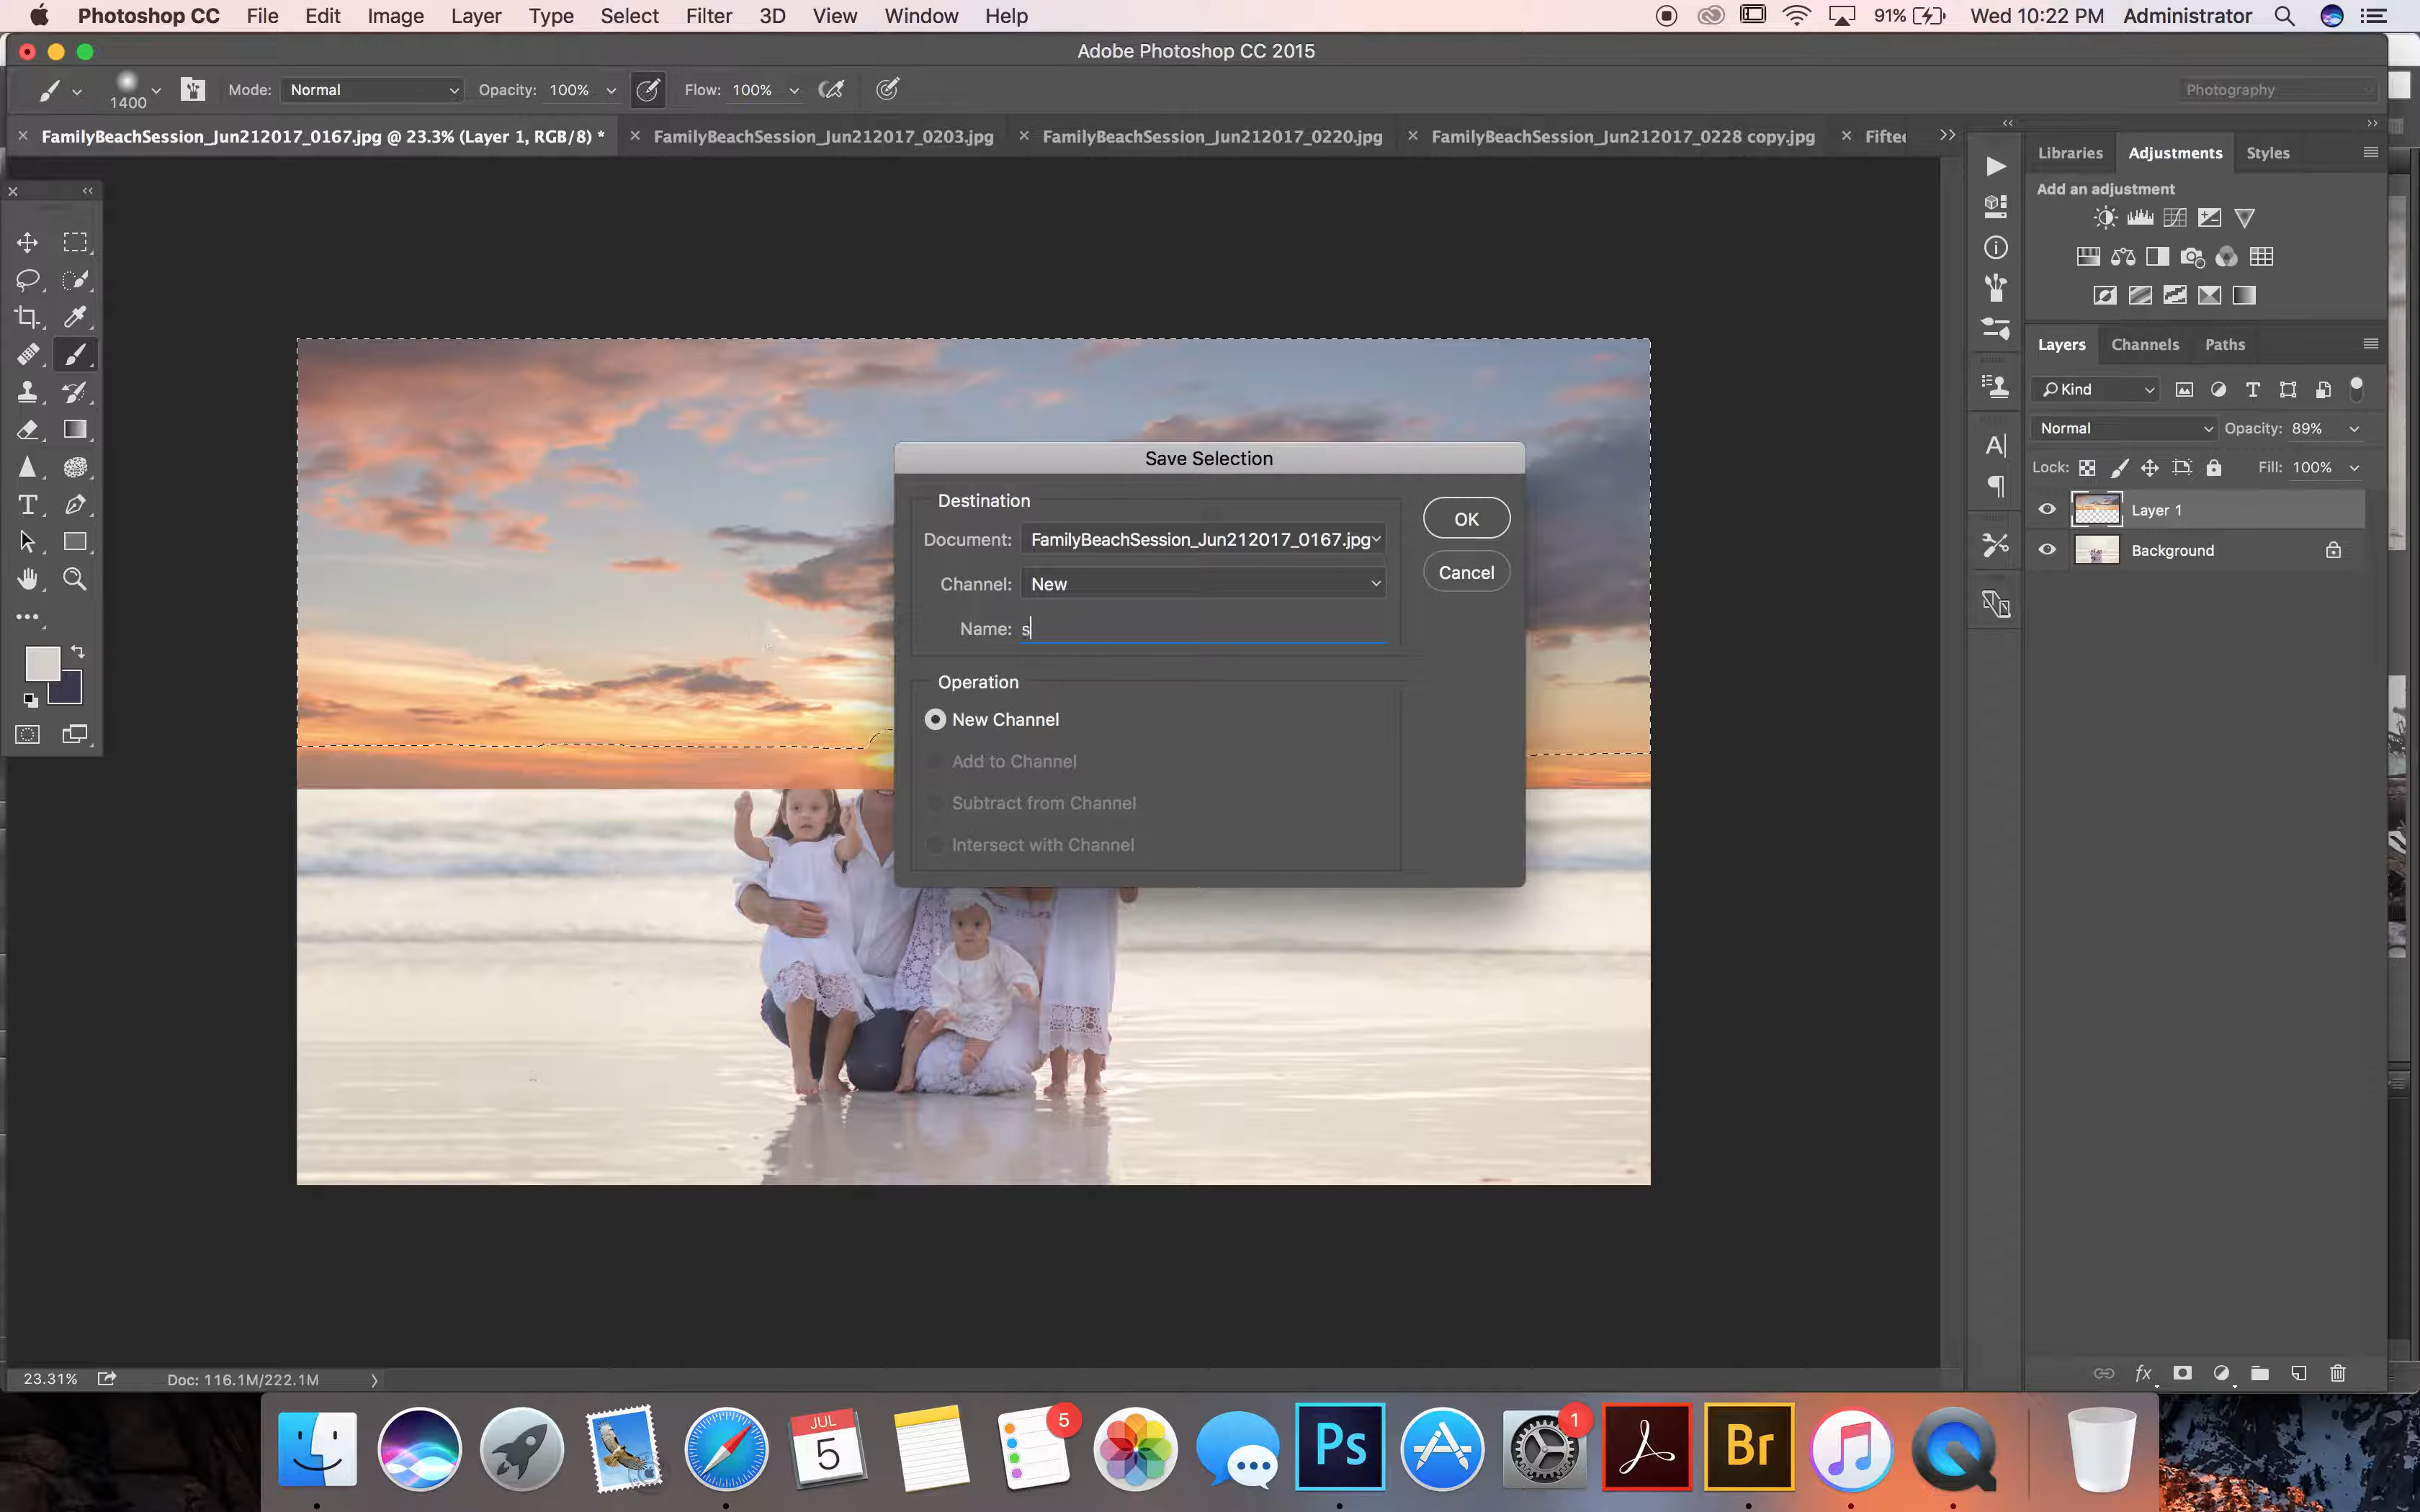 Photoshop CC File Edit Image Layer Type Select Filter 3D View Window Help 91% Wed 10:22 PM Administrator
Adobe Photoshop CC 2015
1400 Mode: Normal Opacity: 100% Flow: 100% Photography
FamilyBeachSession_Jun212017_0167.jpg @ 23.3% (Layer 1, RGB/8) * FamilyBeachSession_Jun212017_0203.jpg FamilyBeachSession_Jun212017_0220.jpg FamilyBeachSession_Jun212017_0228 copy.jpg Fiftee
Libraries Adjustments Styles
Add an adjustment
Layers Channels Paths
Kind
Normal Opacity: 89%
Lock: Fill: 100%
Layer 1
Background
Save Selection
Destination
Document: FamilyBeachSession_Jun212017_0167.jpg
Channel: New
Name: s
OK
Cancel
Operation
New Channel
Add to Channel
Subtract from Channel
Intersect with Channel
23.31% Doc: 116.1M/222.1M
fx
JUL
5
5
Ps
1
Br